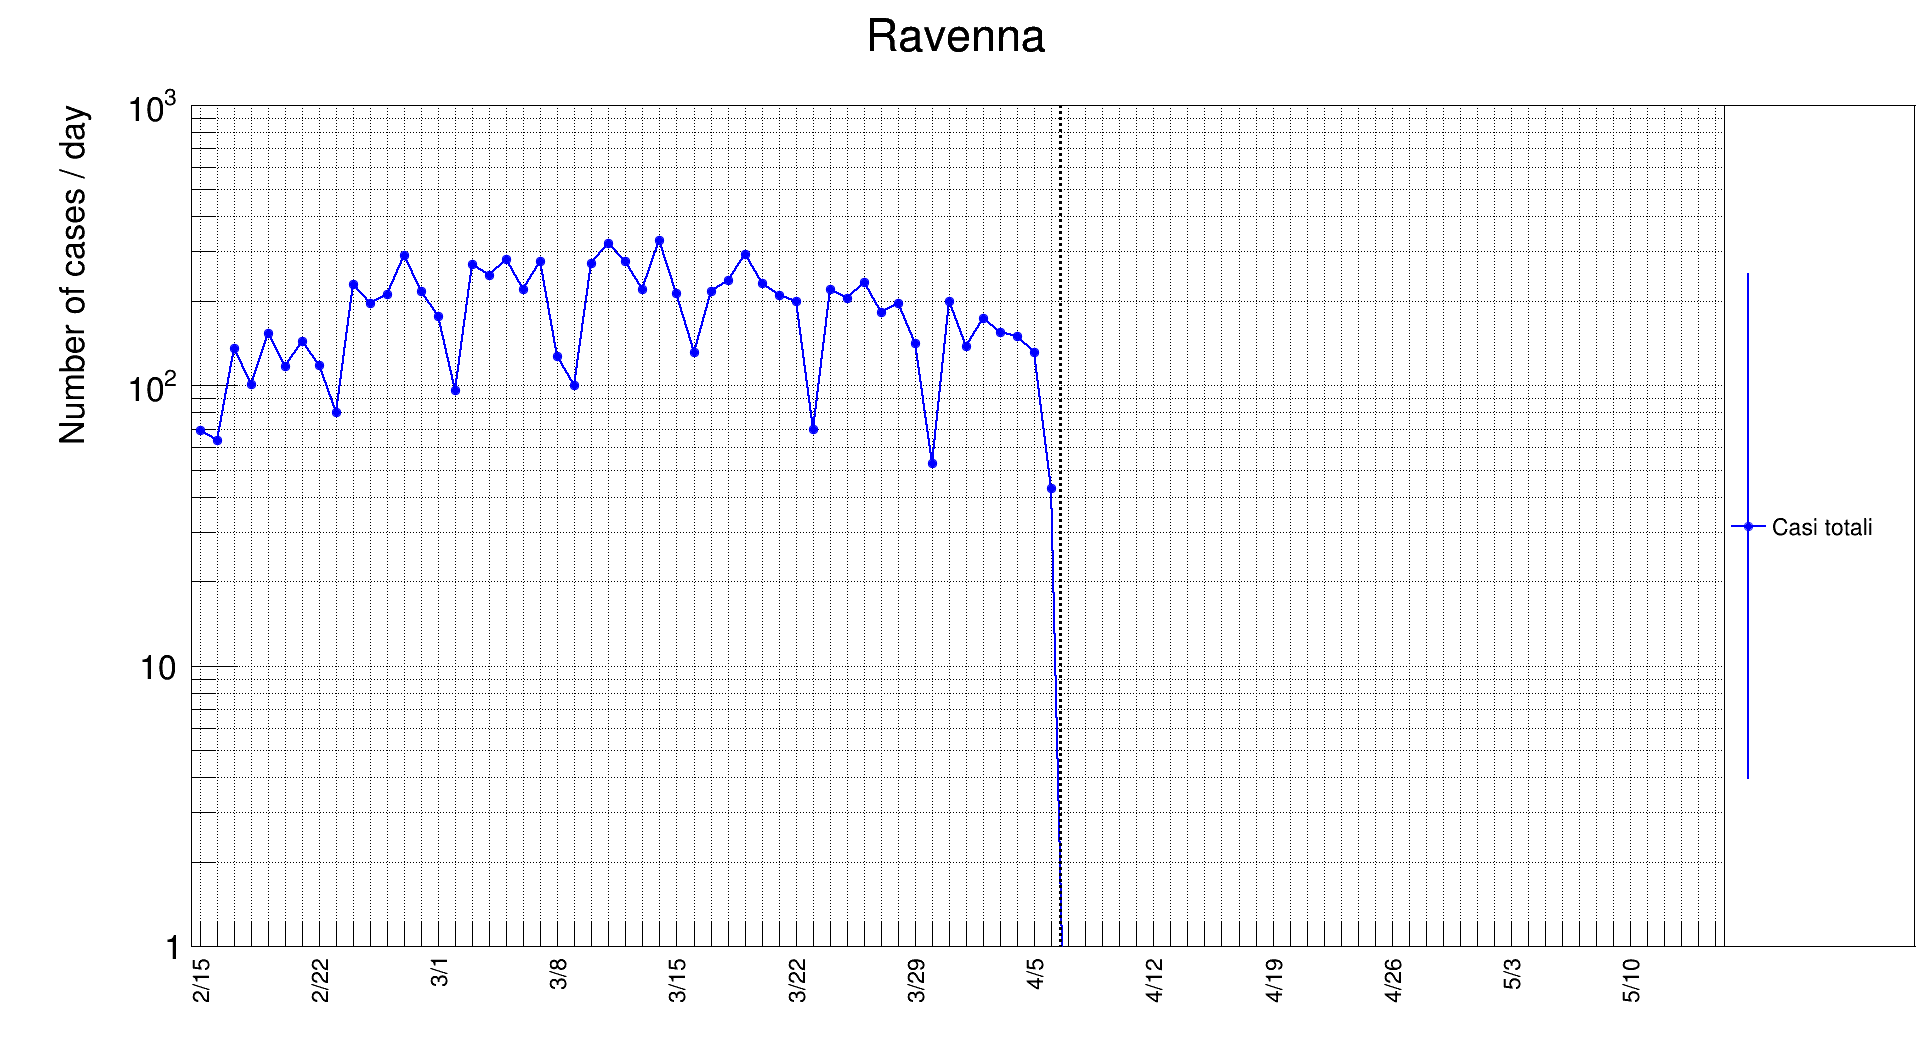 Ravenna
Number of cases / day
10³
10²
10
1
2/15 2/22 3/1 3/8 3/15 3/22 3/29 4/5 4/12 4/19 4/26 5/3 5/10
Casi totali